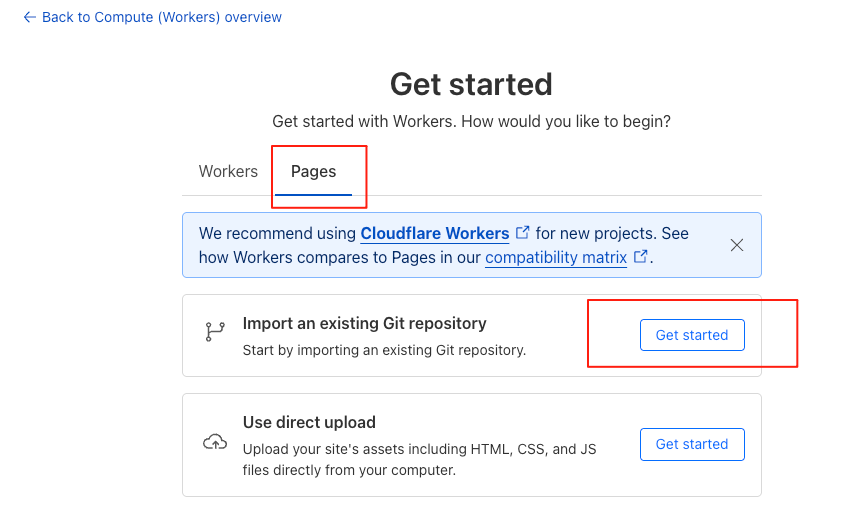 Back to Compute (Workers) overview
Get started
Get started with Workers. How would you like to begin?
Workers
Pages
We recommend using Cloudflare Workers for new projects. See
how Workers compares to Pages in our compatibility matrix .
Import an existing Git repository
Start by importing an existing Git repository.
Get started
Use direct upload
Upload your site's assets including HTML, CSS, and JS
files directly from your computer.
Get started